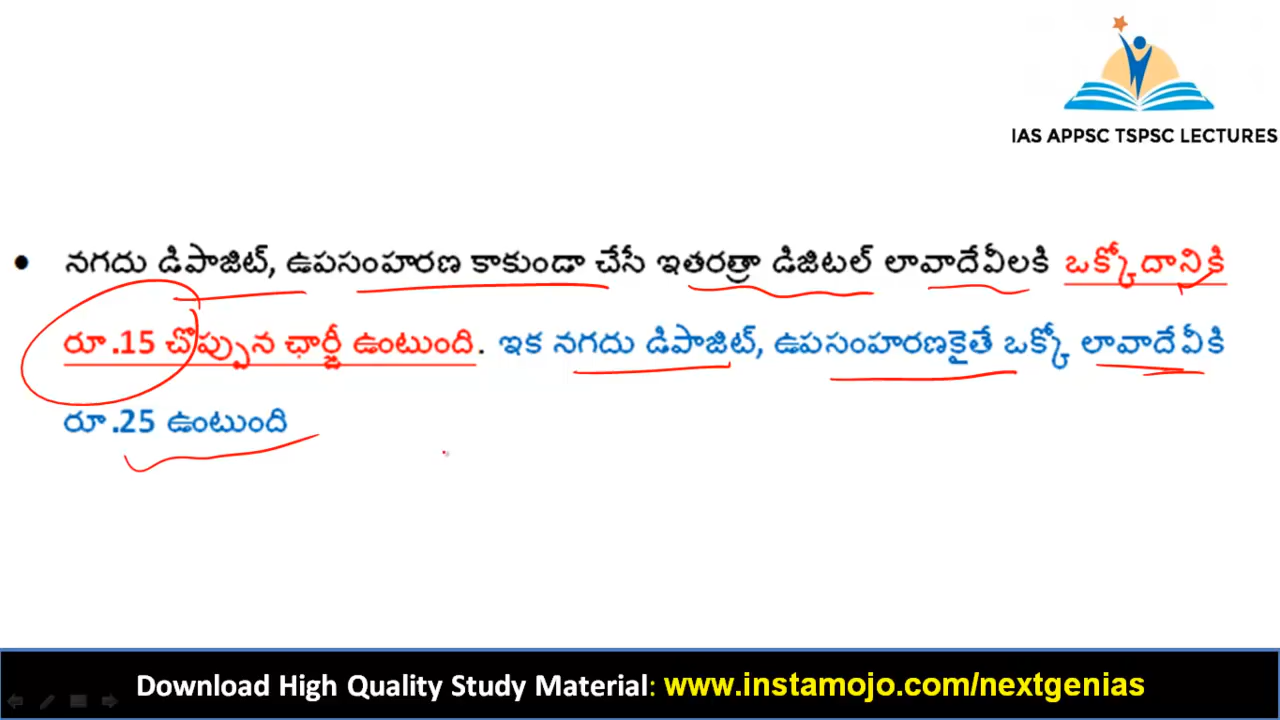 IAS APPSC TSPSC LECTURES
• నగదు డిపాజిట్, ఉపసంహరణ కాకుండా చేసే ఇతరత్రా డిజిటల్ లావాదేవీలకి ఒక్కోదానికి
రూ.15 చొప్పున ఛార్జీ ఉంటుంది. ఇక నగదు డిపాజిట్, ఉపసంహరణకైతే ఒక్కో లావాదేవీకి
రూ.25 ఉంటుంది
Download High Quality Study Material: www.instamojo.com/nextgenias